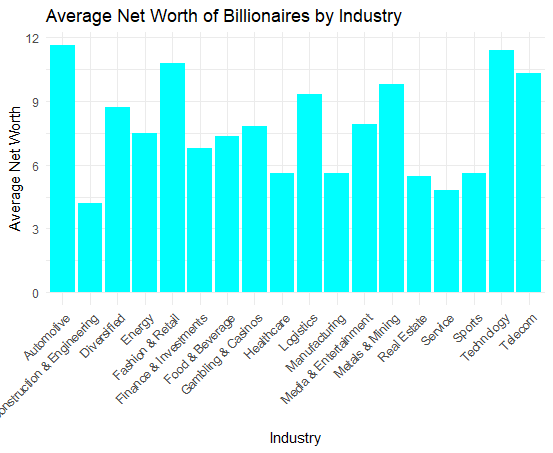 Average Net Worth of Billionaires by Industry
Average Net Worth
12
9
6
3
0
Automotive
onstruction & Engineering
Diversified
Energy
Fashion & Retail
Finance & Investments
Food & Beverage
Gambling & Casinos
Healthcare
Logistics
Manufacturing
Media & Entertainment
Metals & Mining
Real Estate
Service
Sports
Technology
Telecom
Industry